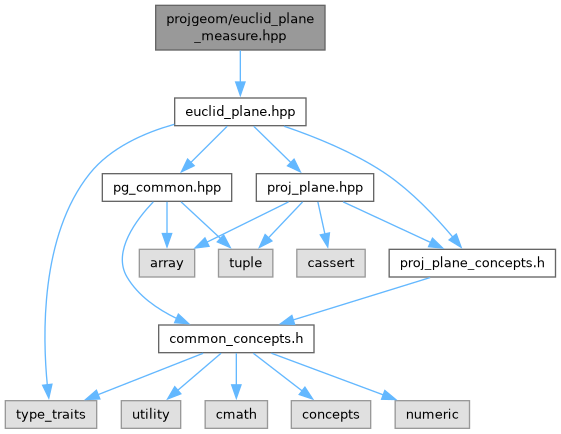 projgeom/euclid_plane
_measure.hpp
euclid_plane.hpp
pg_common.hpp
proj_plane.hpp
array
tuple
cassert
proj_plane_concepts.h
common_concepts.h
type_traits
utility
cmath
concepts
numeric